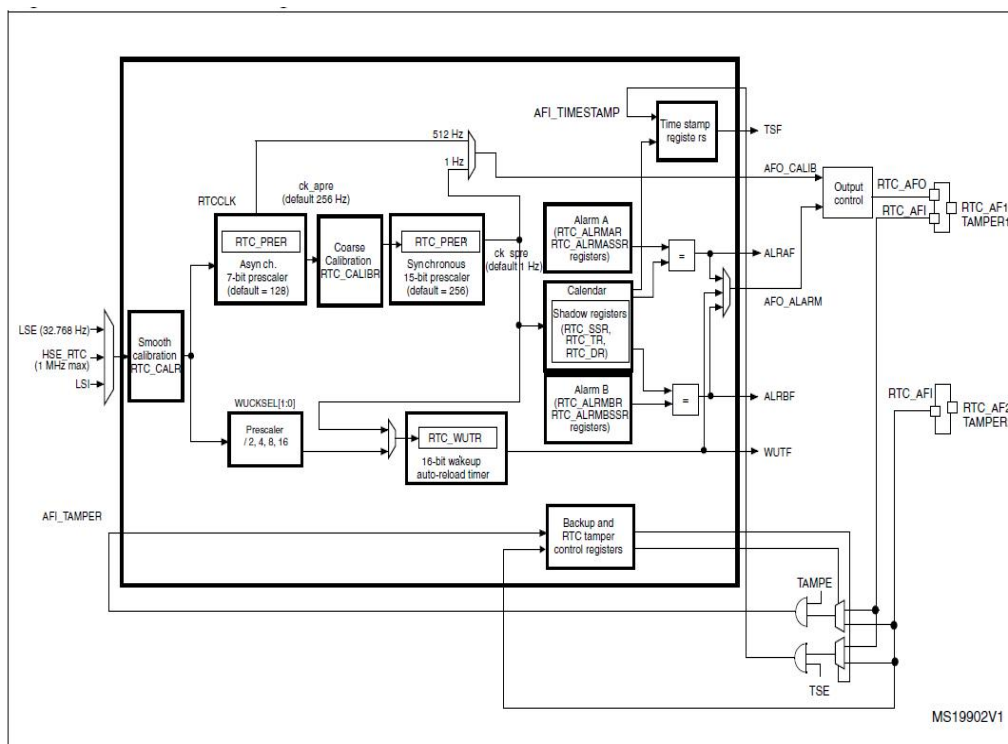 AFI_TIMESTAMP
Time stamp
registe rs
TSF
512 Hz
1 Hz
AFO_CALIB
Output
control
RTC_AFO
RTC_AFI
RTC_AF1
TAMPER1
RTCCLK
ck_apre
(default 256 Hz)
RTC_PRER
Asynch.
7-bit prescaler
(default = 128)
Coarse
Calibration
RTC_CALIBR
RTC_PRER
Synchronous
15-bit prescaler
(default = 256)
ck_spre
(default 1 Hz)
Alarm A
(RTC_ALRMAR
RTC_ALRMASSR
registers)
=
ALRAF
AFO_ALARM
Calendar
Shadow registers
(RTC_SSR,
RTC_TR,
RTC_DR)
LSE (32.768 Hz)
HSE_RTC
(1 MHz max)
LSI
Smooth
calibration
RTC_CALR
Alarm B
(RTC_ALRMBR
RTC_ALRMBSSR
registers)
=
ALRBF
RTC_AFI
RTC_AF2
TAMPER
WUCKSEL[1:0]
Prescaler
/ 2, 4, 8, 16
RTC_WUTR
16-bit wakeup
auto-reload timer
WUTF
AFI_TAMPER
Backup and
RTC tamper
control registers
TAMPE
TSE
MS19902V1